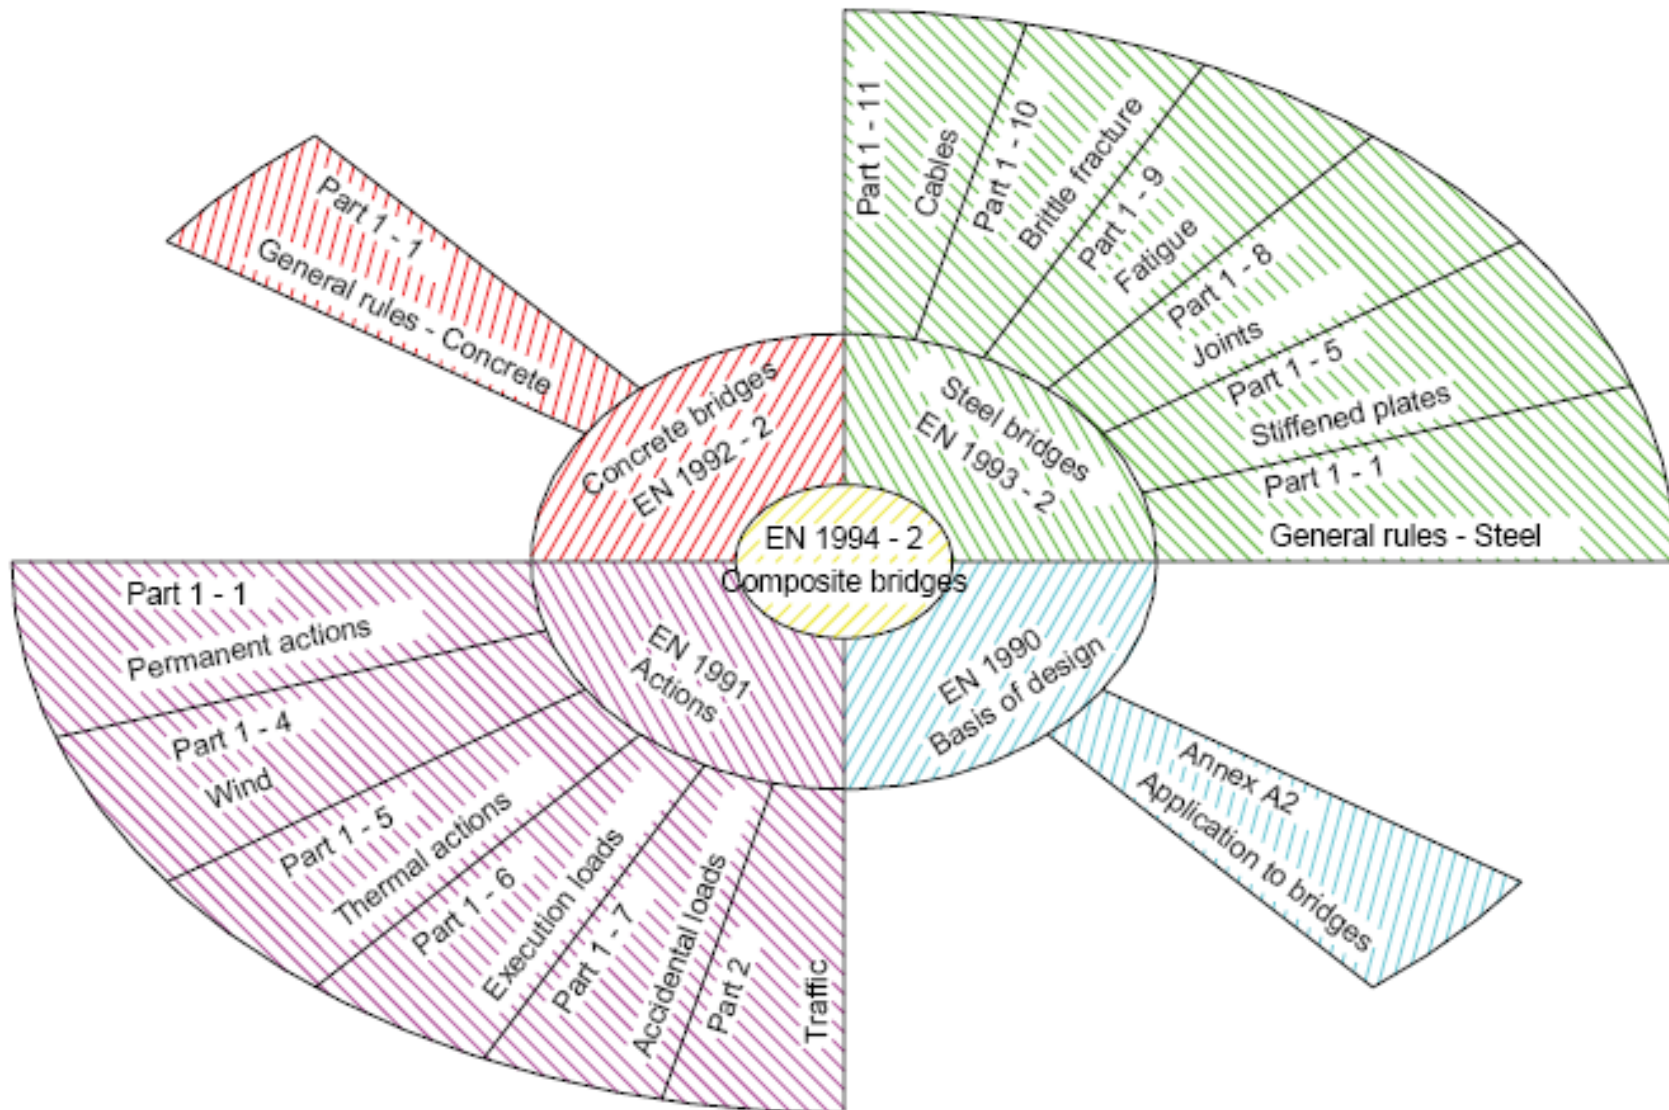 Part 1 - 11
Cables
Part 1 - 10
Brittle fracture
Part 1 - 9
Fatigue
Part 1 - 8
Joints
Part 1 - 5
Stiffened plates
Part 1 - 1
General rules - Steel
Part 1 - 1
General rules - Concrete
Concrete bridges
EN 1992 - 2
Steel bridges
EN 1993 - 2
EN 1994 - 2
Composite bridges
EN 1991
Actions
EN 1990
Basis of design
Part 1 - 1
Permanent actions
Part 1 - 4
Wind
Part 1 - 5
Thermal actions
Part 1 - 6
Execution loads
Part 1 - 7
Accidental loads
Part 2
Traffic
Annex A2
Application to bridges